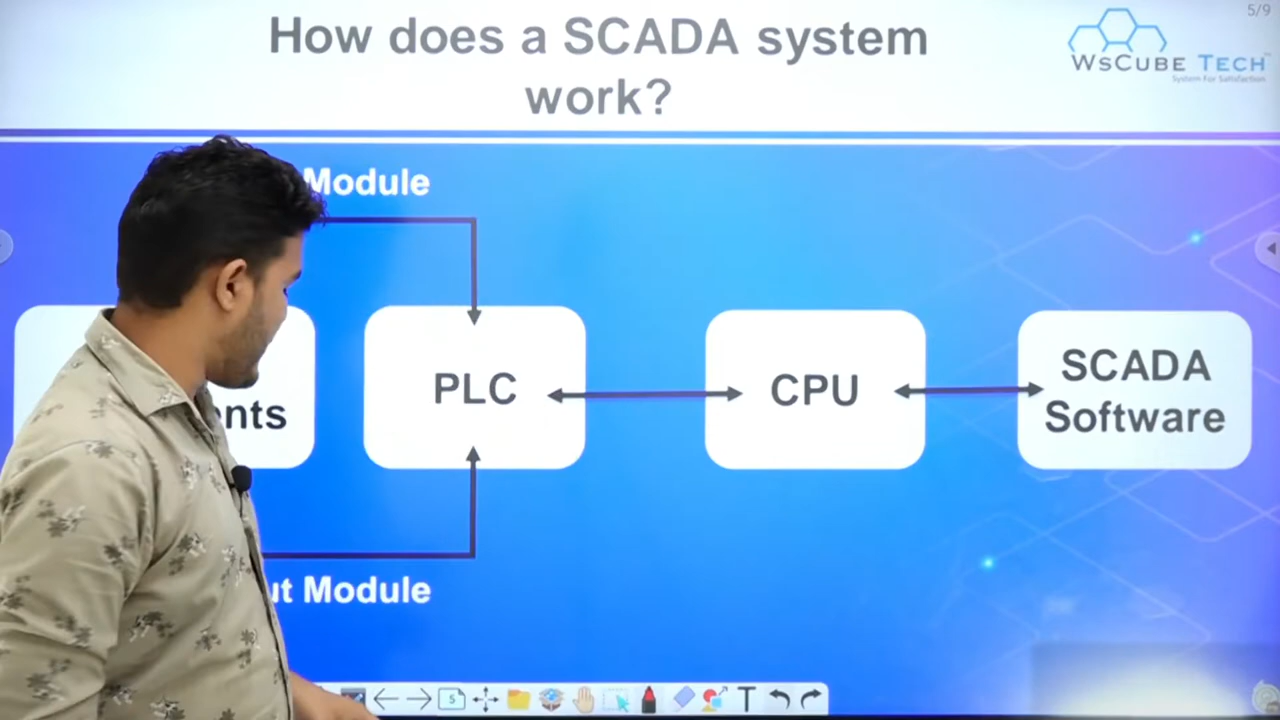 How does a SCADA system
work?
5/9
WsCube Tech
System For Satisfaction
Module
nts
PLC
CPU
SCADA
Software
ut Module
5
T